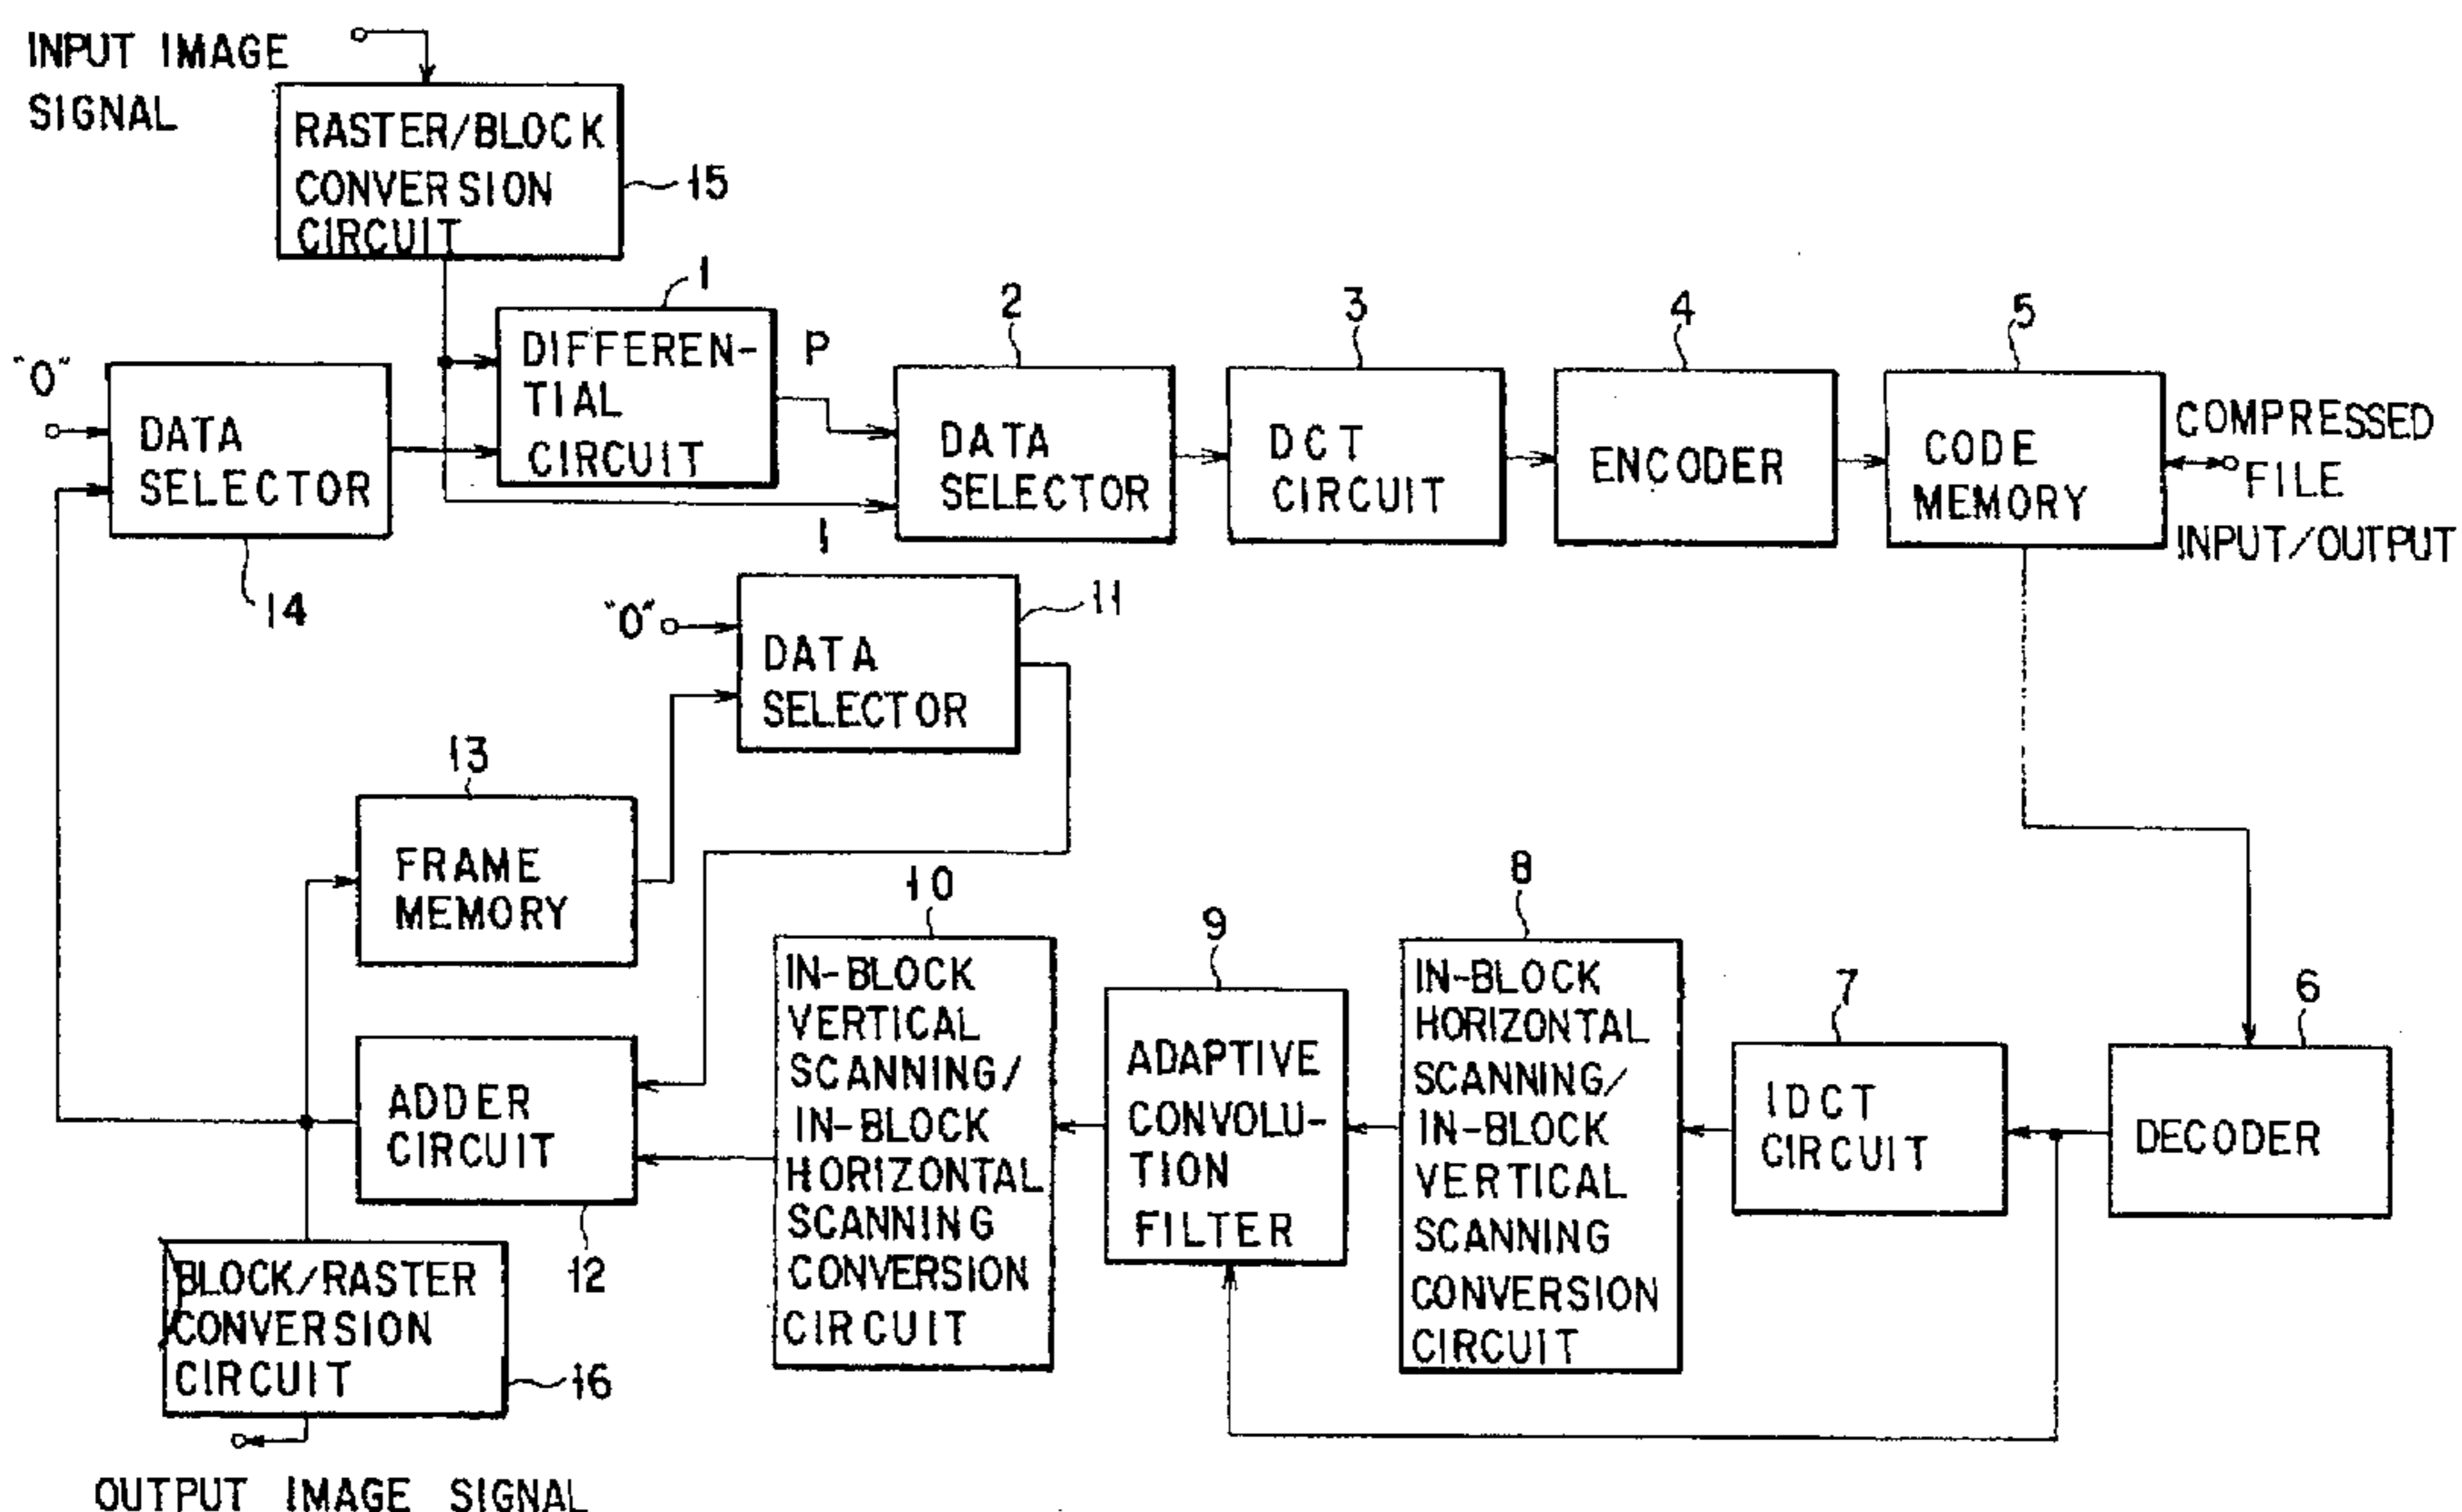 INPUT IMAGE
SIGNAL
RASTER/BLOCK
CONVERSION
CIRCUIT
15
1
DIFFEREN-
TIAL
CIRCUIT
P
I
"0"
DATA
SELECTOR
14
2
DATA
SELECTOR
3
DCT
CIRCUIT
4
ENCODER
5
CODE
MEMORY
COMPRESSED
FILE
INPUT/OUTPUT
"0"
DATA
SELECTOR
11
13
FRAME
MEMORY
ADDER
CIRCUIT
12
10
IN-BLOCK
VERTICAL
SCANNING/
IN-BLOCK
HORIZONTAL
SCANNING
CONVERSION
CIRCUIT
9
ADAPTIVE
CONVOLU-
TION
FILTER
8
IN-BLOCK
HORIZONTAL
SCANNING/
IN-BLOCK
VERTICAL
SCANNING
CONVERSION
CIRCUIT
7
IDCT
CIRCUIT
6
DECODER
BLOCK/RASTER
CONVERSION
CIRCUIT
16
OUTPUT IMAGE SIGNAL